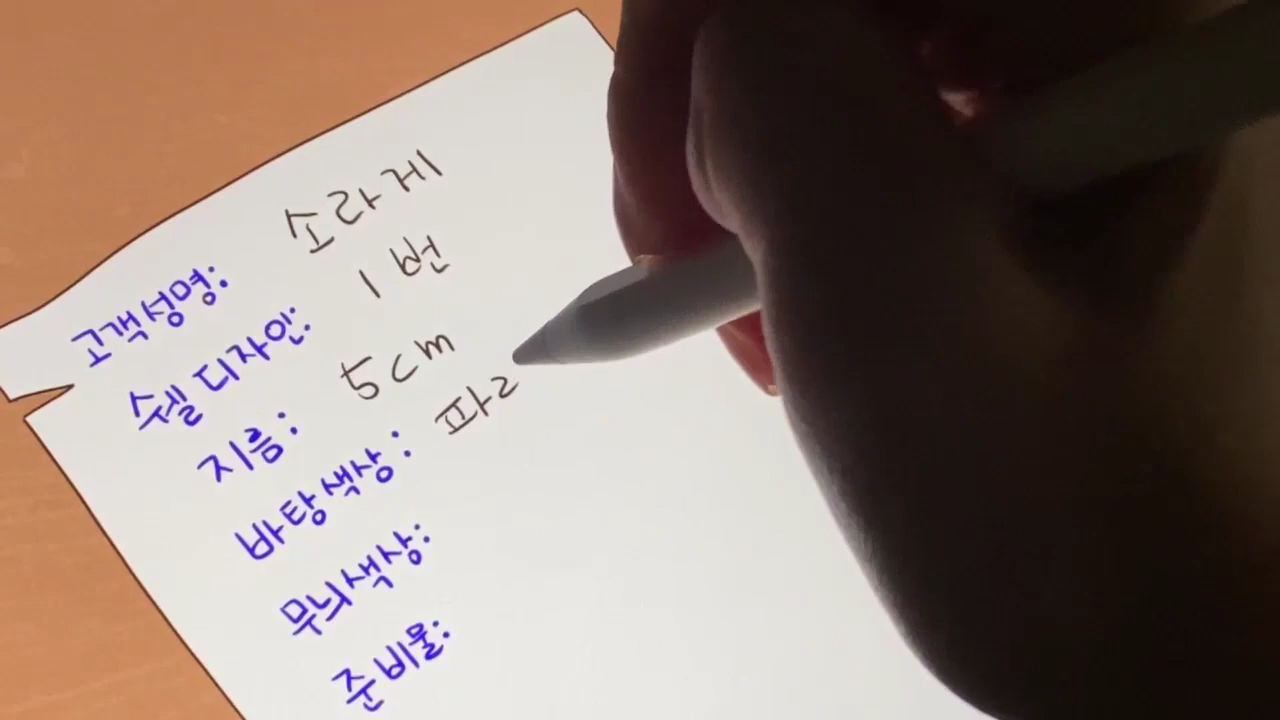 고객성명: 소라게
쉘 디자인: 1번
지름: 5cm
바탕색상: 파ㄹ
무늬색상:
준비물: